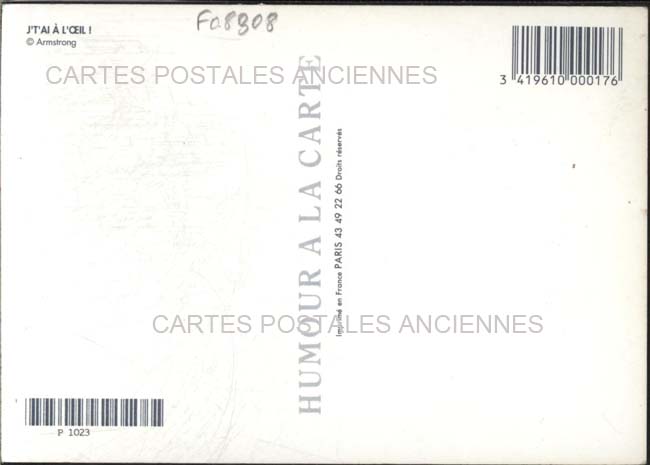 J'T'AI À L'ŒIL !
© Armstrong
Fa8908
CARTES POSTALES ANCIENNES
3 419610 000176
HUMOUR A LA CARTE
Imprimé en France PARIS 43 49 22 66 Droits réservés
CARTES POSTALES ANCIENNES
P 1023